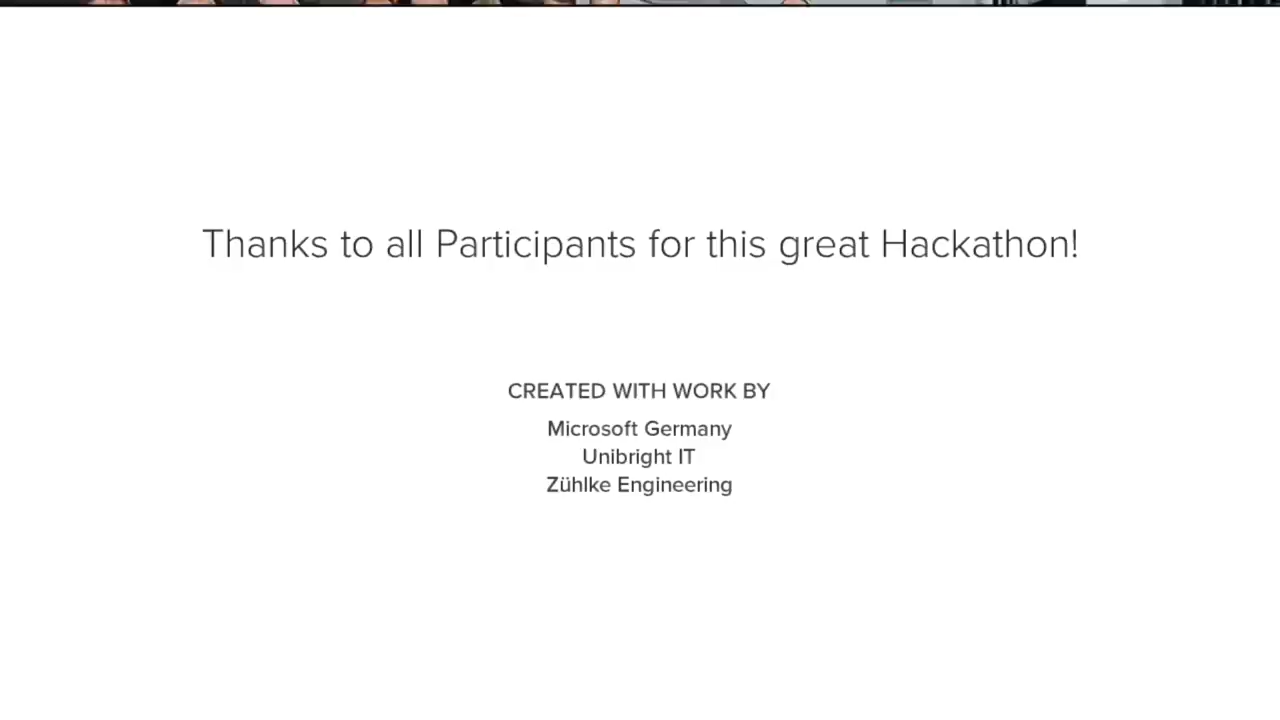 Thanks to all Participants for this great Hackathon!
CREATED WITH WORK BY
Microsoft Germany
Unibright IT
Zühlke Engineering